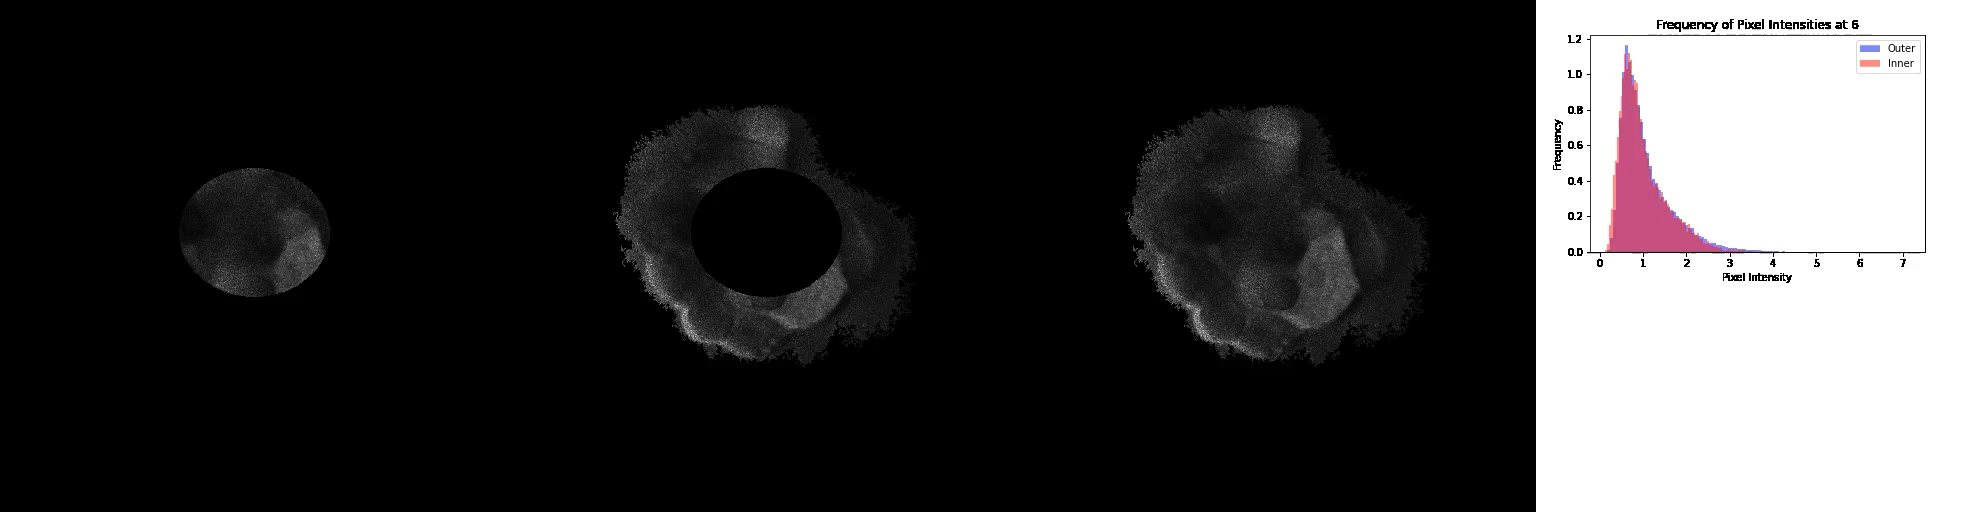 Frequency of Pixel Intensities at 6
1.2
1.0
0.8
0.6
0.4
0.2
0.0
Frequency
Outer
Inner
0 1 2 3 4 5 6 7
Pixel Intensity